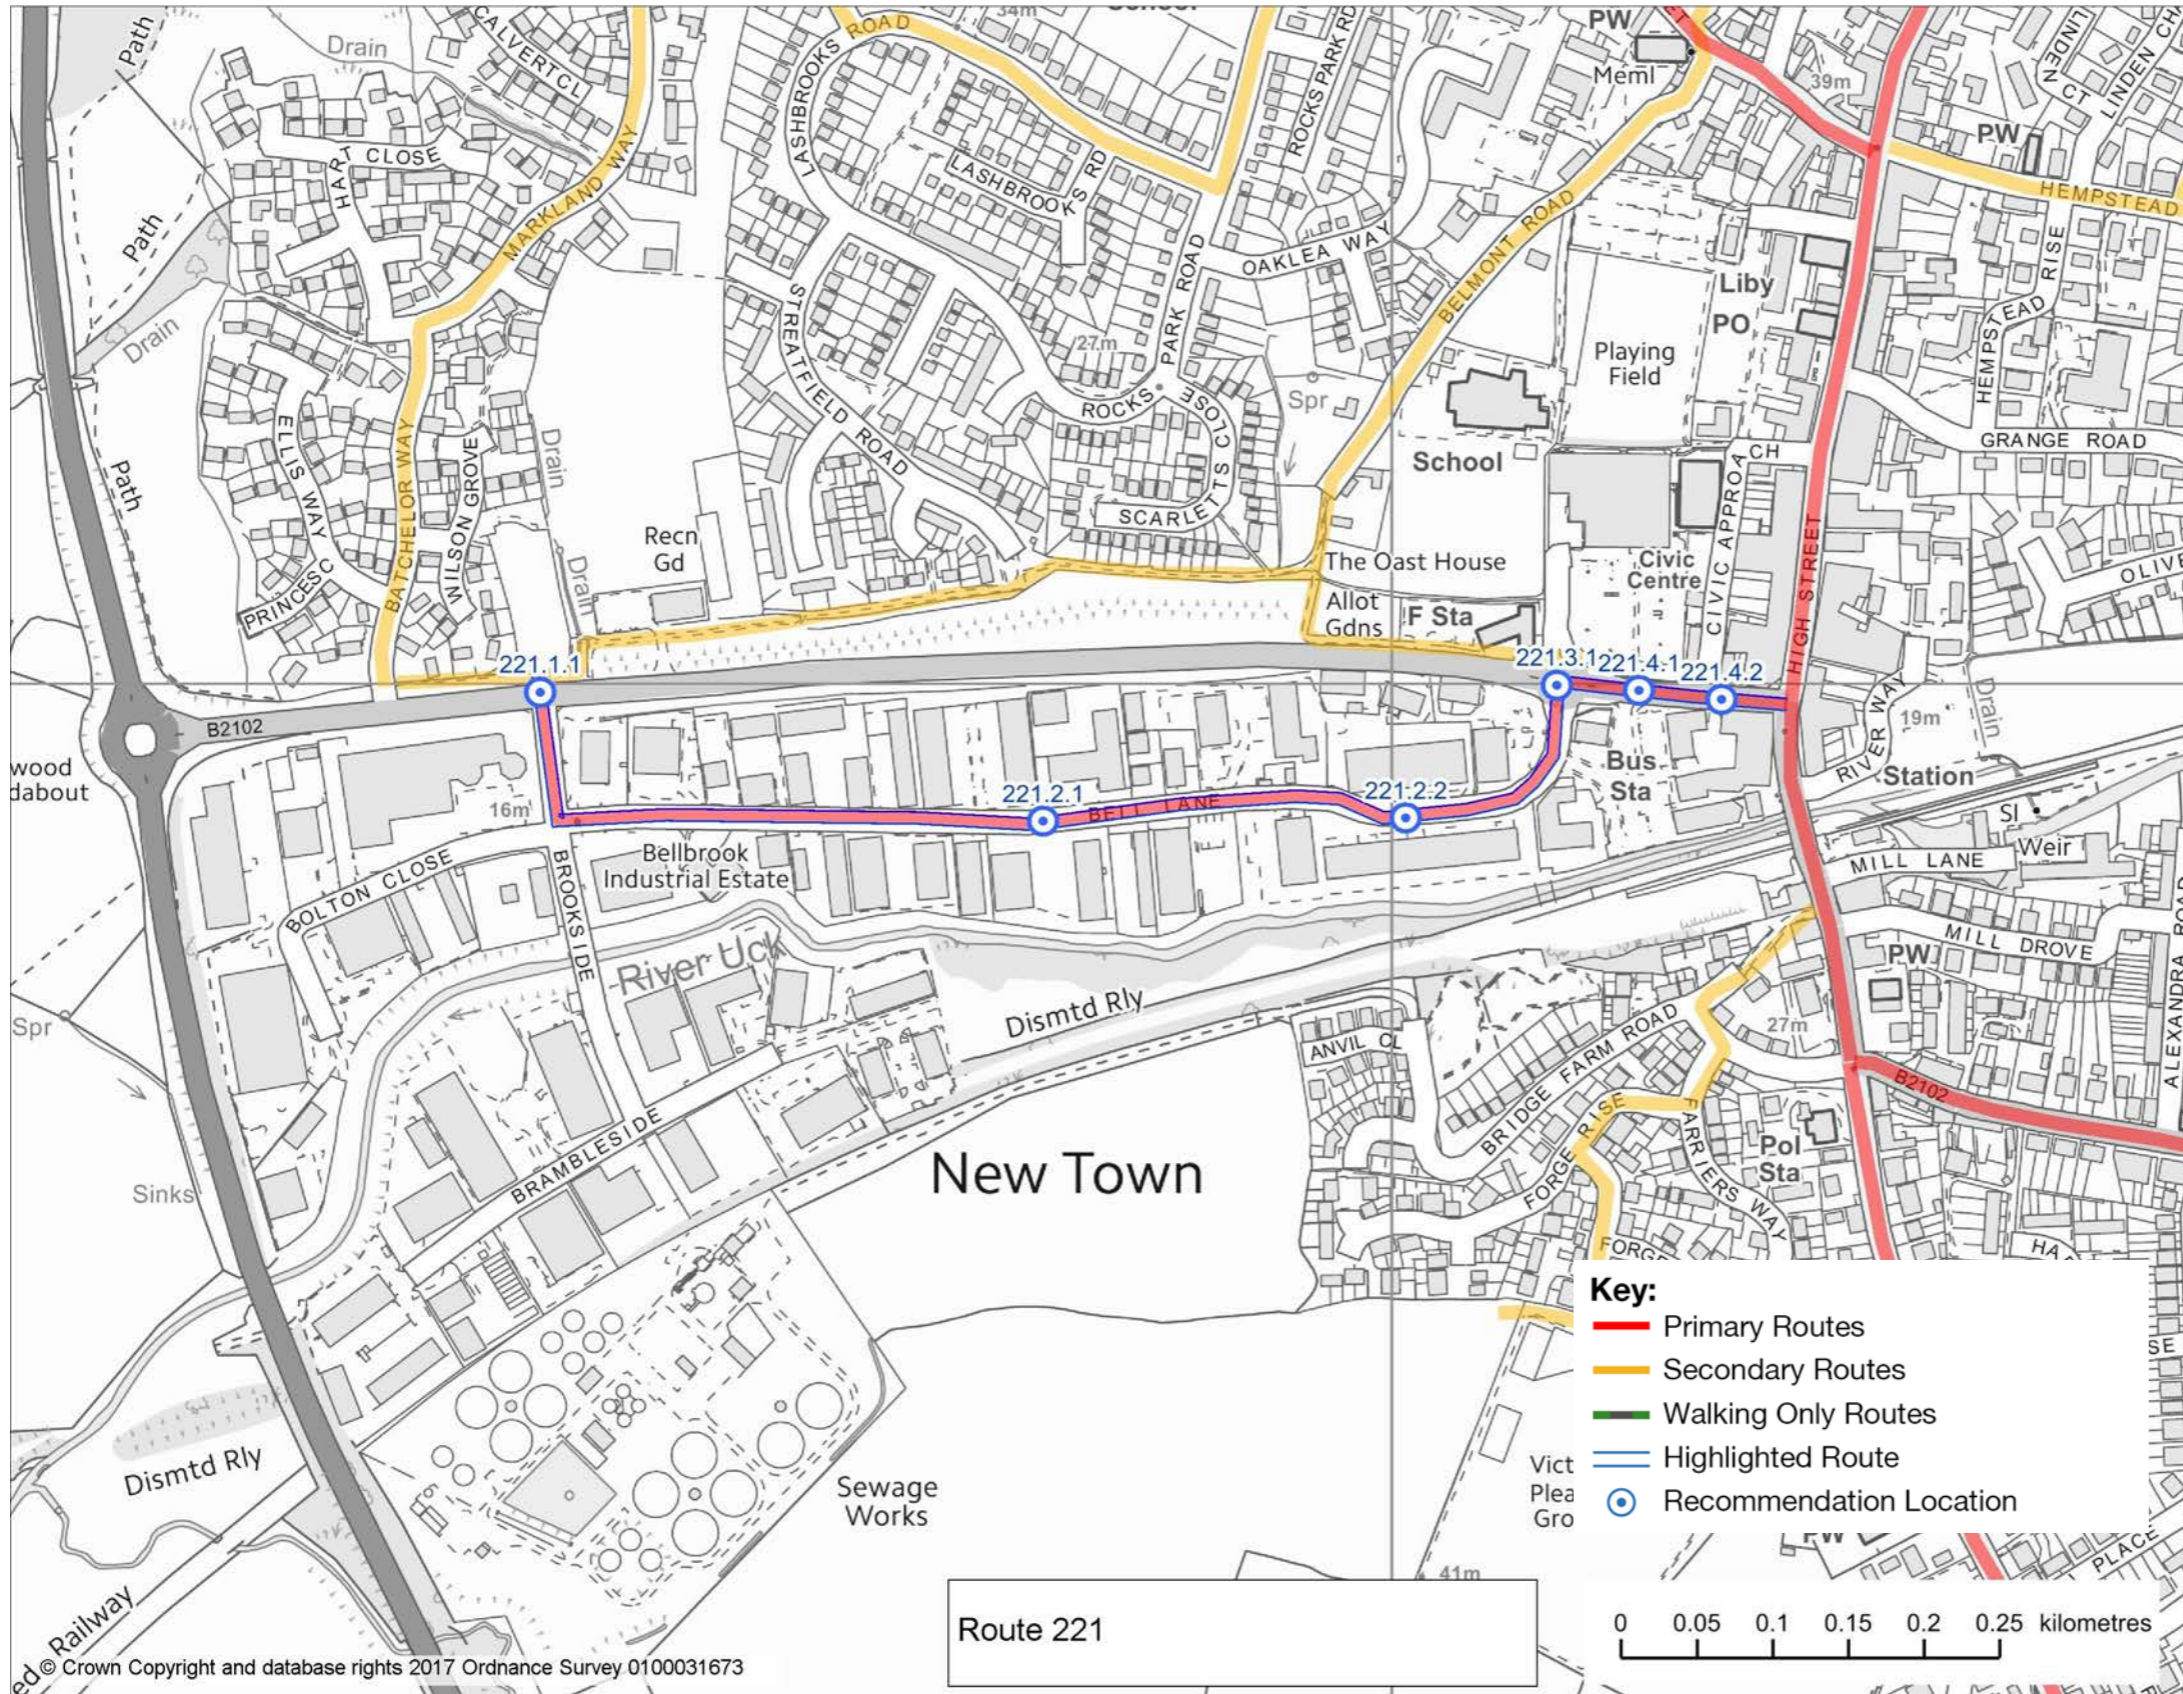 PW
34m
Path
Drain
CALVERT CL
LASHBROOKS ROAD
ROCKS PARK RD
Meml
39m
LINDEN CT
LINDEN CH
PW
HEMPSTEAD
HART CLOSE
MARKLAND WAY
LASHBROOKS RD
BELMONT ROAD
Path
Drain
STREATFIELD ROAD
PARK ROAD
OAKLEA WAY
Liby
PO
HEMPSTEAD RISE
27m
ROCKS
Spr
Playing
Field
ELLIS WAY
BATCHELOR WAY
WILSON GROVE
Drain
SCARLETTS CLOSE
School
CIVIC APPROACH
GRANGE ROAD
Path
Recn
Gd
The Oast House
Civic
Centre
HIGH STREET
OLIVE
PRINCES C
Drain
Allot
Gdns
F Sta
221.1.1
221.3.1
221.4.1
221.4.2
B2102
RIVER WAY
19m
Drain
wood
dabout
16m
221.2.1
BELL LANE
221.2.2
Bus
Sta
Station
Sl
Weir
Bellbrook
Industrial Estate
MILL LANE
BOLTON CLOSE
BROOKSIDE
River Uck
MILL DROVE
PW
ALEXANDRA ROAD
Spr
Dismtd Rly
ANVIL CL
BRIDGE FARM ROAD
27m
B2102
BRAMBLESIDE
New Town
FORGE RISE
FARRIERS WAY
Pol
Sta
Sinks
FORGE
HA
Key:
Primary Routes
Secondary Routes
Walking Only Routes
Highlighted Route
Recommendation Location
SE
Dismtd Rly
Sewage
Works
Vict
Plea
Gro
PW
PLACE
41m
Route 221
0 0.05 0.1 0.15 0.2 0.25 kilometres
ed Railway
© Crown Copyright and database rights 2017 Ordnance Survey 0100031673